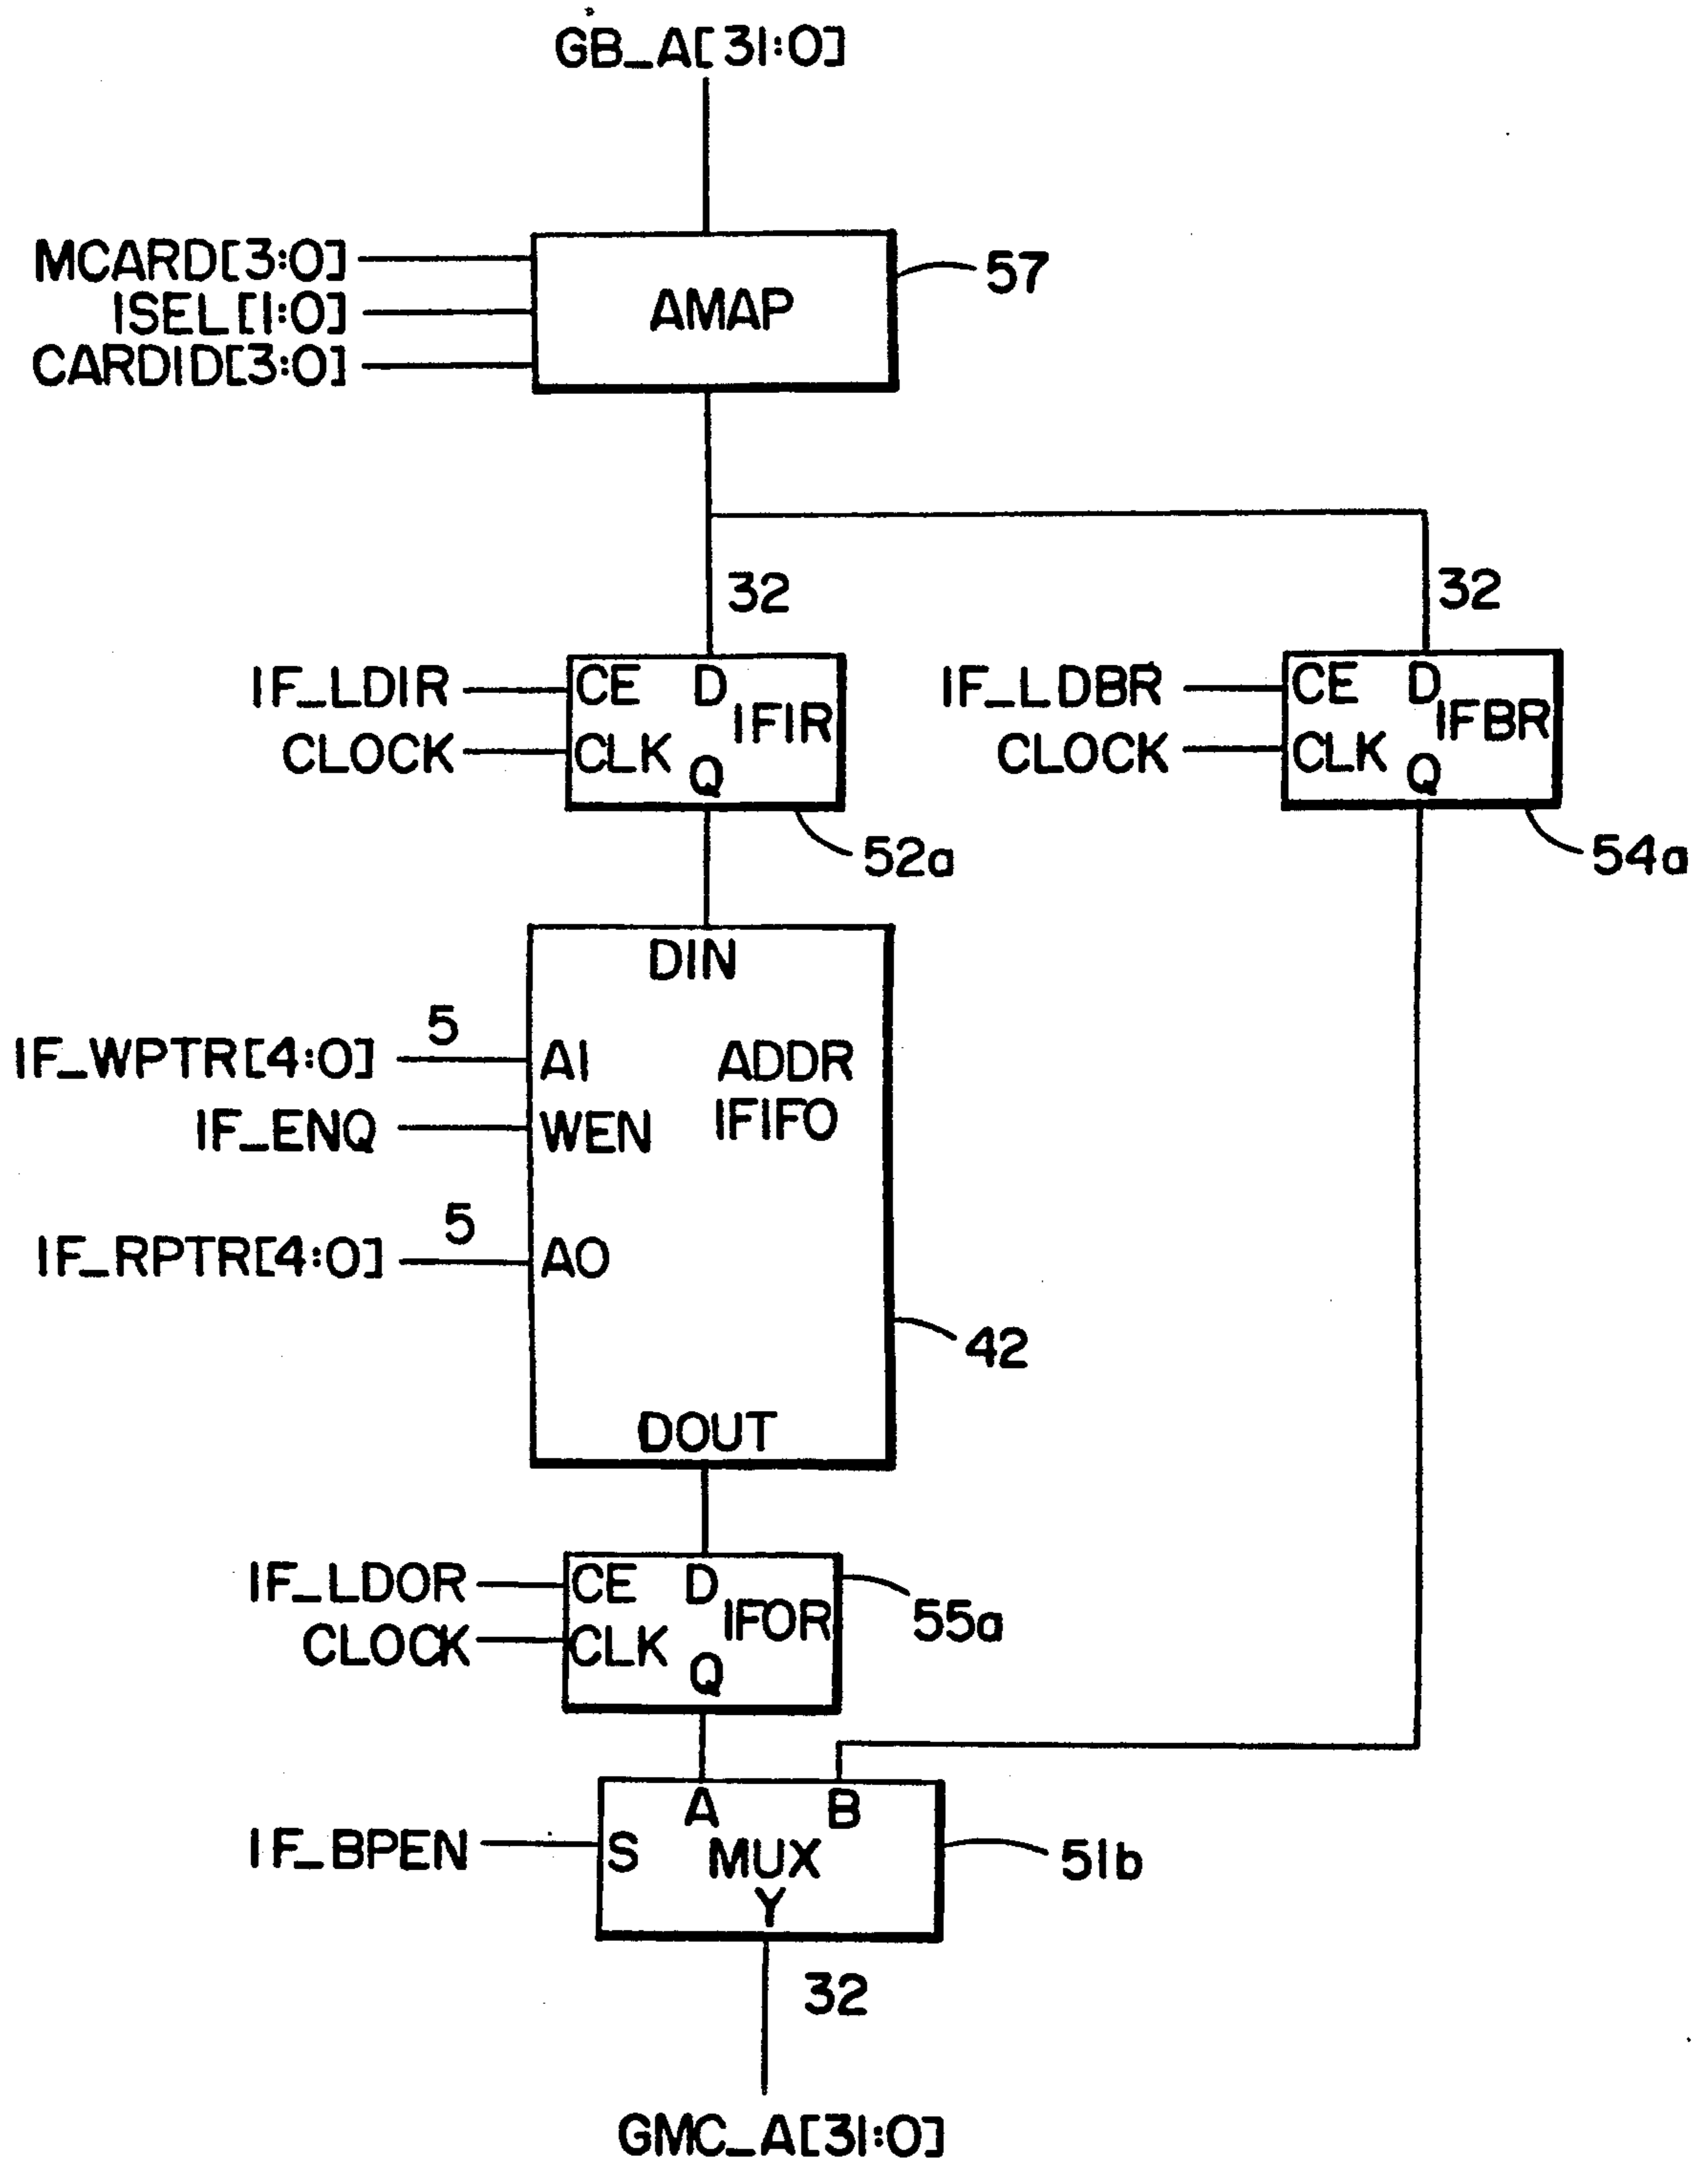 GB_A[31:0]
MCARD[3:0]
ISEL[1:0]
CARDID[3:0]
AMAP
57
32
32
IF_LDIR
CE D
IFIR
CLOCK
CLK Q
52a
IF_LDBR
CE D
IFBR
CLOCK
CLK Q
54a
DIN
IF_WPTR[4:0]
5
AI
ADDR
IFIFO
IF_ENQ
WEN
IF_RPTR[4:0]
5
AO
42
DOUT
IF_LDOR
CE D
IFOR
CLOCK
CLK Q
55a
A B
IF_BPEN
S
MUX
Y
51b
32
GMC_A[31:0]